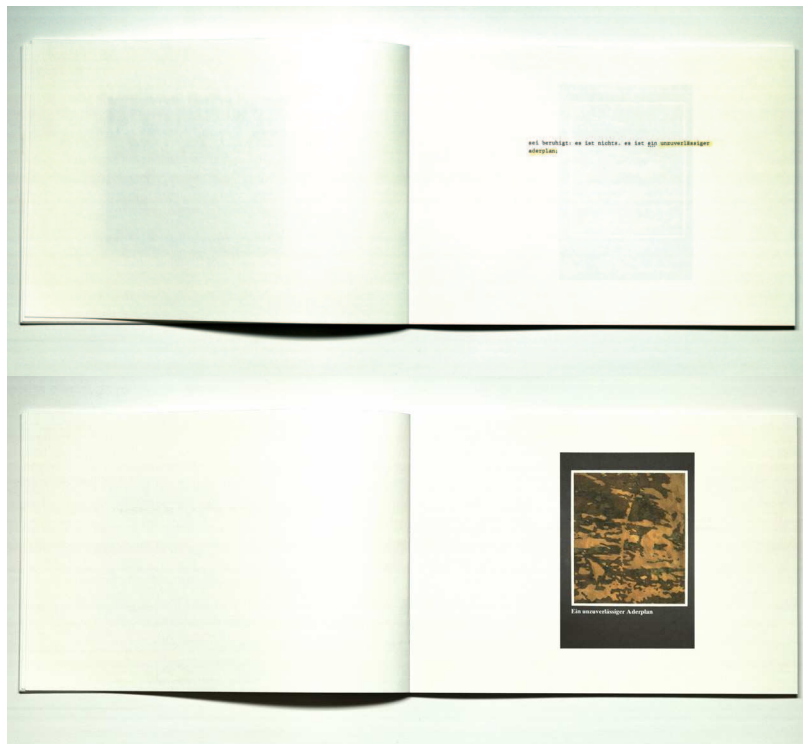 sei beruhigt: es ist nichts. es ist ein unzuverlässiger
aderplan:
Ein unzuverlässiger Aderplan